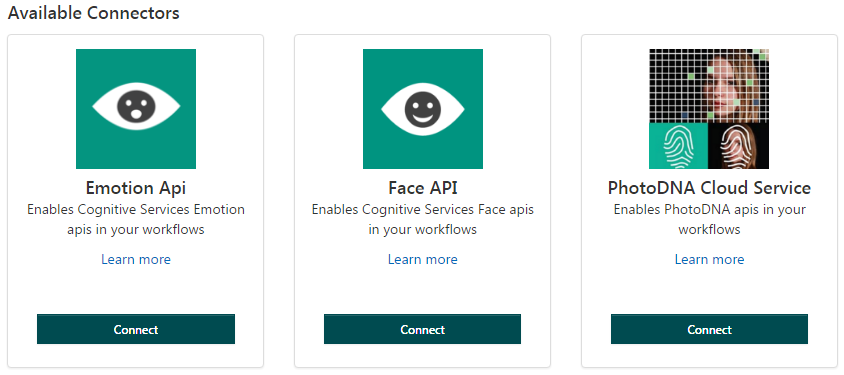 Available Connectors
Emotion Api
Enables Cognitive Services Emotion
apis in your workflows
Learn more
Connect
Face API
Enables Cognitive Services Face apis
in your workflows
Learn more
Connect
PhotoDNA Cloud Service
Enables PhotoDNA apis in your
workflows
Learn more
Connect